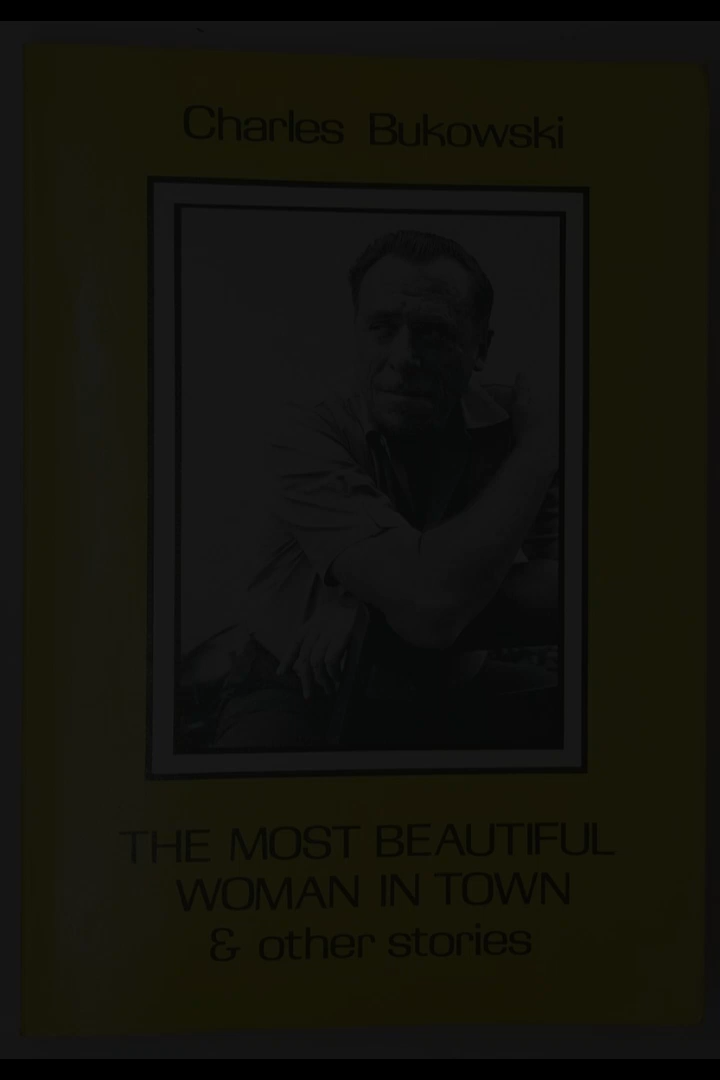 Charles Bukowski
THE MOST BEAUTIFUL
WOMAN IN TOWN
& other stories